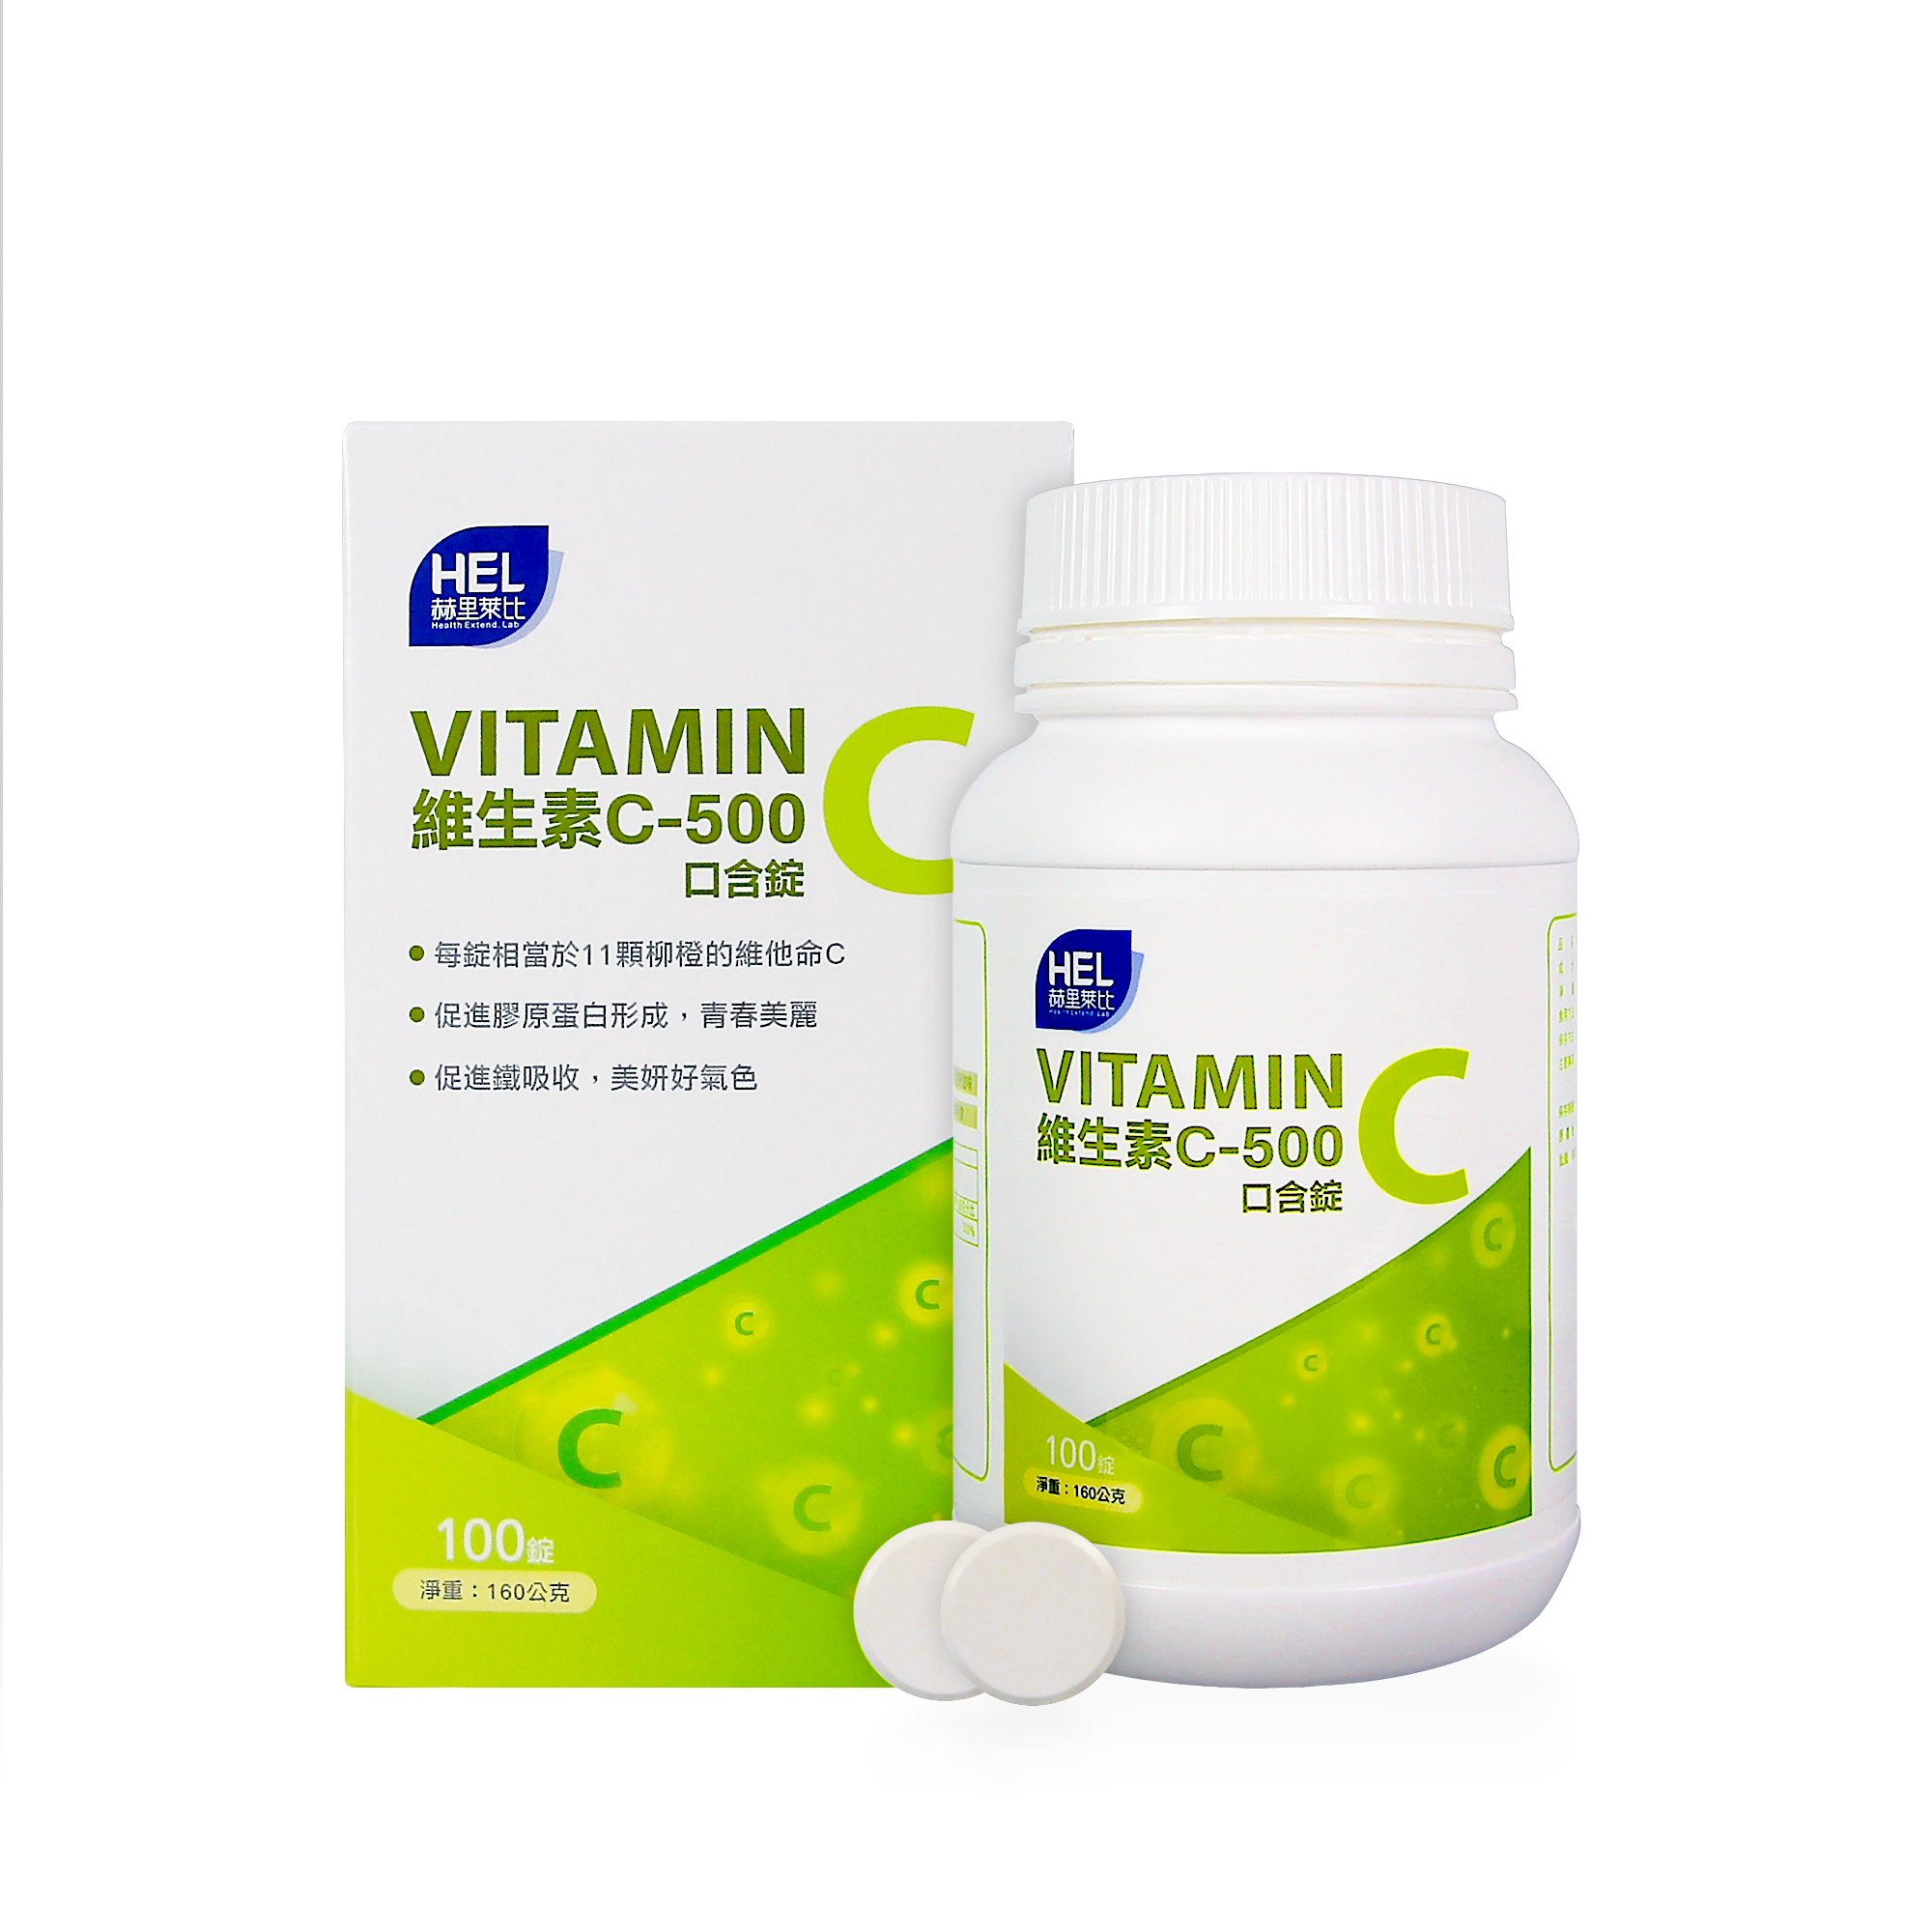 HEL
赫里萊比
Health Extend. Lab
VITAMIN C
維生素C-500
口含錠
每錠相當於11顆柳橙的維他命C
促進膠原蛋白形成，青春美麗
促進鐵吸收，美妍好氣色
C
C
C
C
100錠
淨重：160公克
HEL
赫里萊比
Health Extend. Lab
VITAMIN C
維生素C-500
口含錠
C
C
C
C
C
C
C
100錠
淨重：160公克